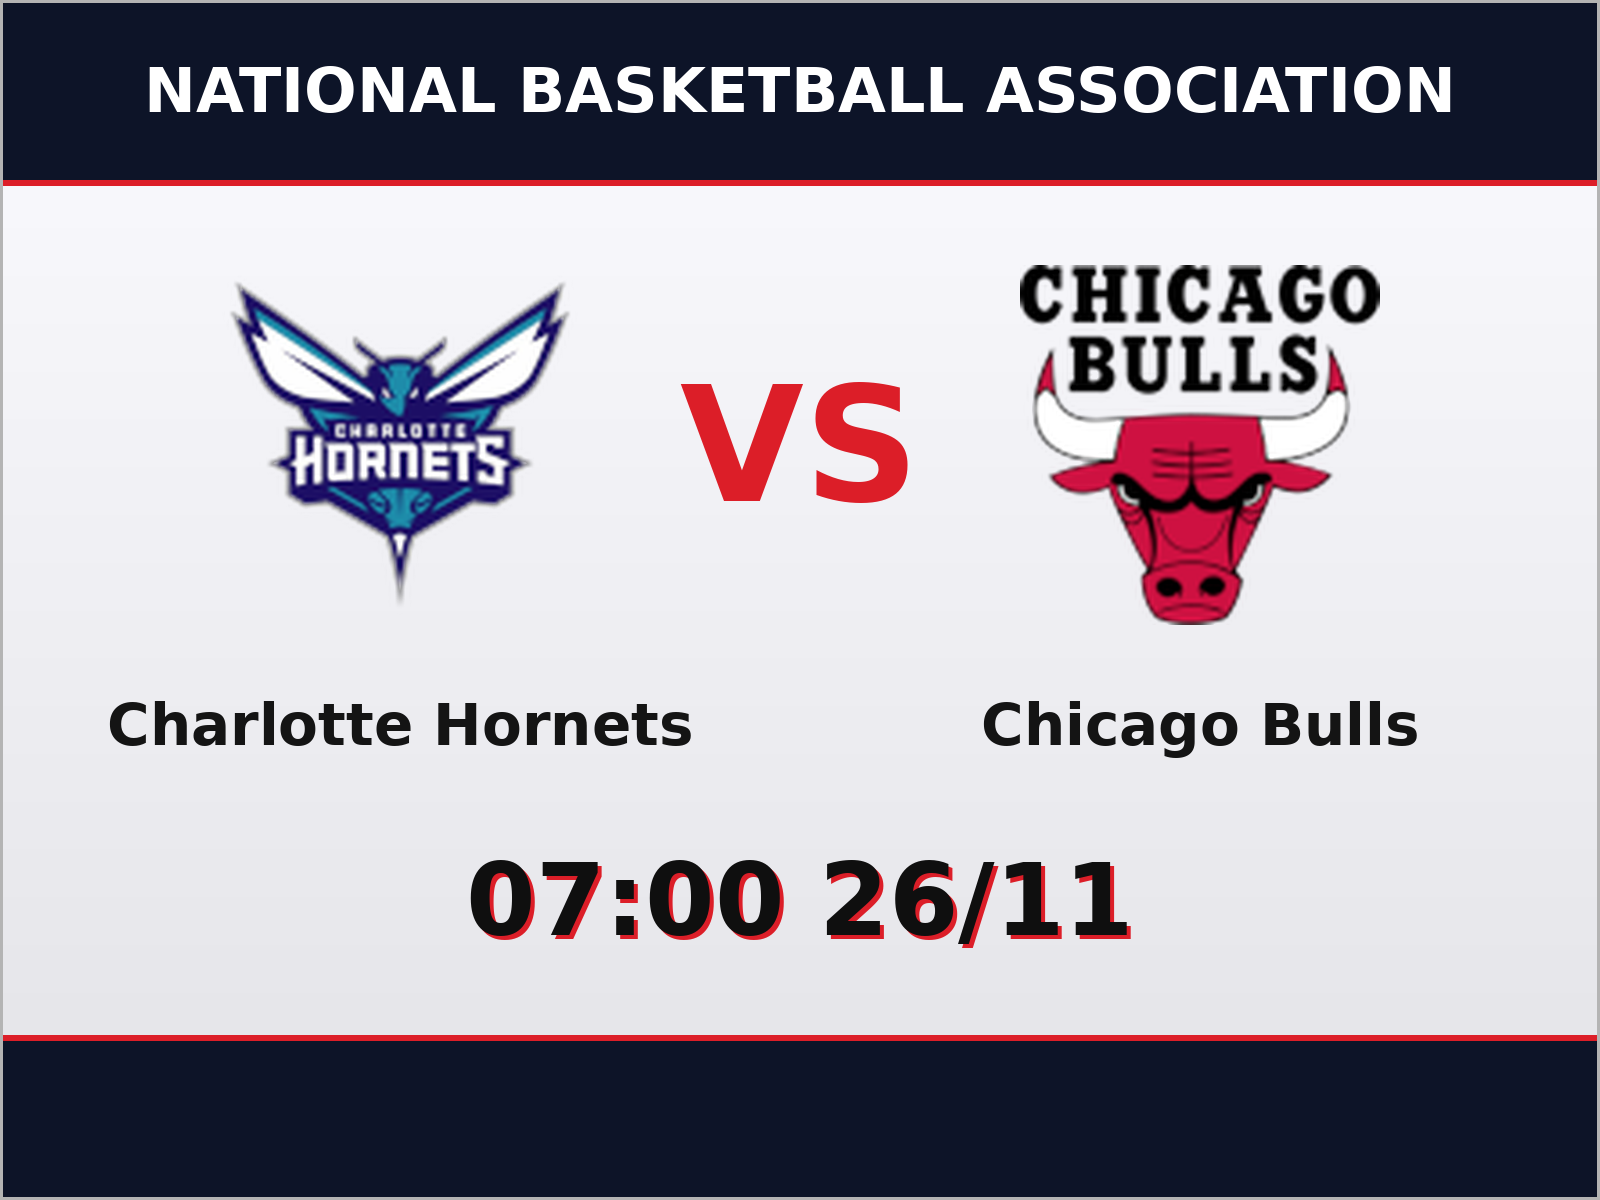 NATIONAL BASKETBALL ASSOCIATION
CHICAGO
BULLS
CHARLOTTE
HORNETS
VS
Charlotte Hornets
Chicago Bulls
07:00 26/11